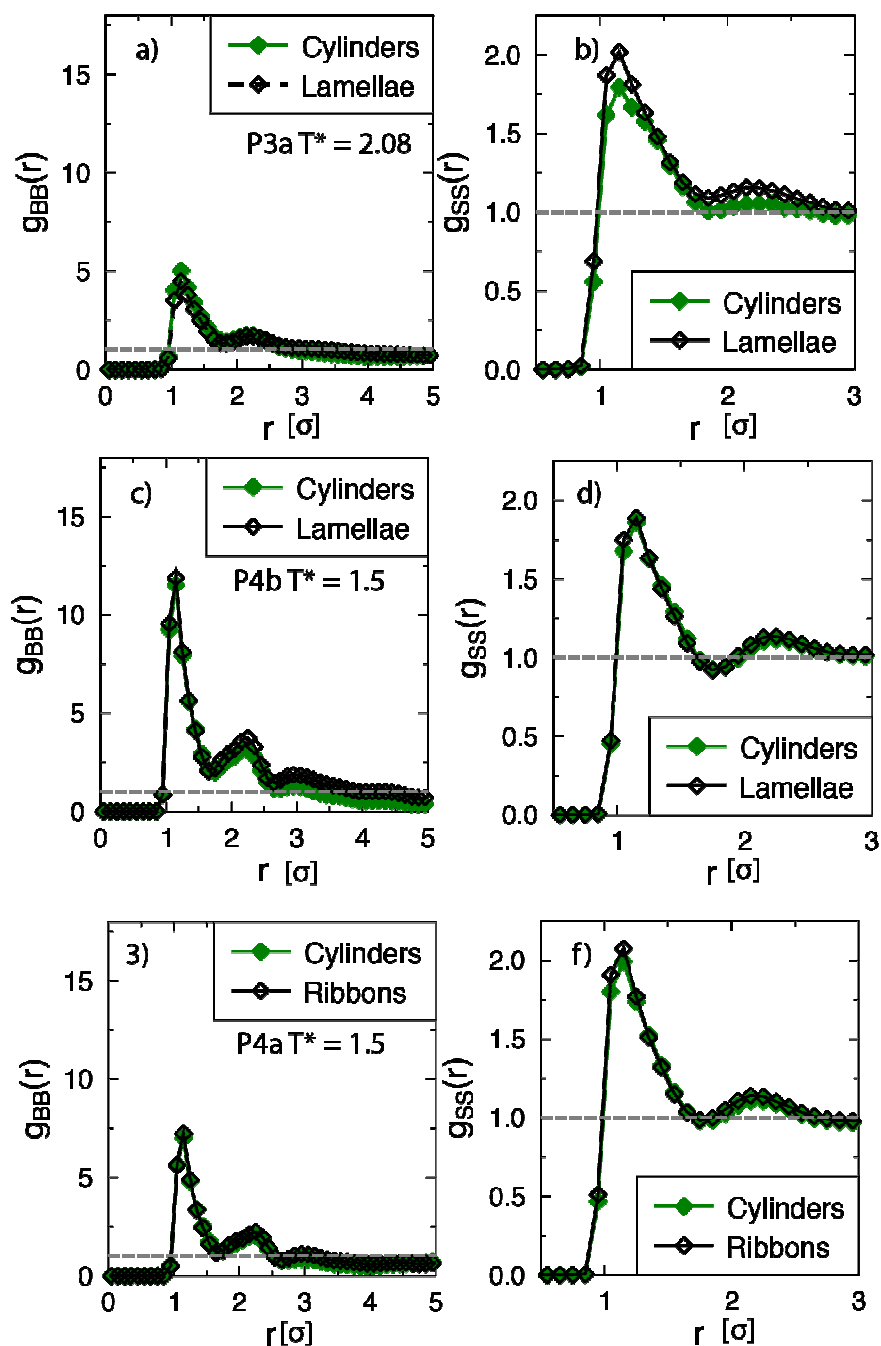 a)
Cylinders
Lamellae
P3a T* = 2.08
15
10
5
0
gBB(r)
0 1 2 3 4 5
r [σ]
b)
2.0
1.5
1.0
0.5
0.0
gSS(r)
Cylinders
Lamellae
1 2 3
r [σ]
c)
Cylinders
Lamellae
P4b T* = 1.5
15
10
5
0
gBB(r)
0 1 2 3 4 5
r [σ]
d)
2.0
1.5
1.0
0.5
0.0
gSS(r)
Cylinders
Lamellae
1 2 3
r [σ]
3)
Cylinders
Ribbons
P4a T* = 1.5
15
10
5
0
gBB(r)
0 1 2 3 4 5
r [σ]
f)
2.0
1.5
1.0
0.5
0.0
gSS(r)
Cylinders
Ribbons
1 2 3
r [σ]